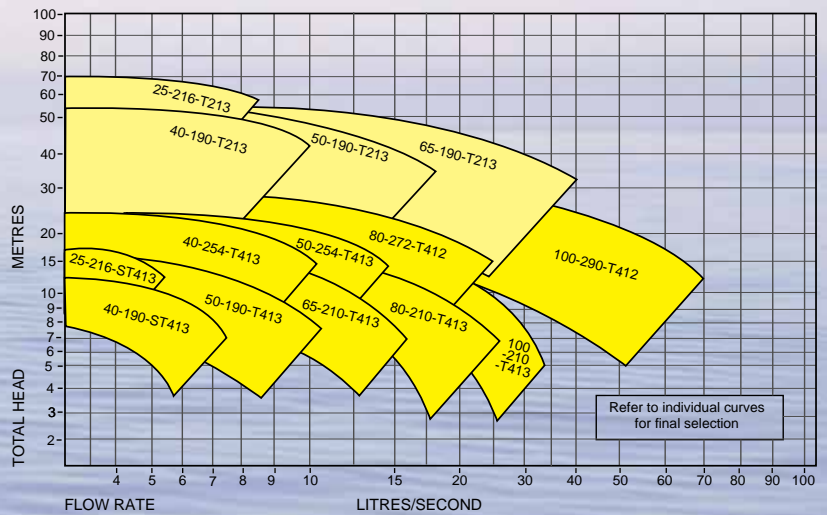 100
90
80
70
60
50
40
30
20
15
10
9
8
7
6
5
4
3
2
METRES
TOTAL HEAD
25-216-T213
40-190-T213
50-190-T213
65-190-T213
80-272-T412
100-290-T412
40-254-T413
50-254-T413
25-216-ST413
40-190-ST413
50-190-T413
65-210-T413
80-210-T413
100
-210
-T413
Refer to individual curves
for final selection
4 5 6 7 8 9 10 15 20 30 40 50 60 70 80 90 100
FLOW RATE LITRES/SECOND